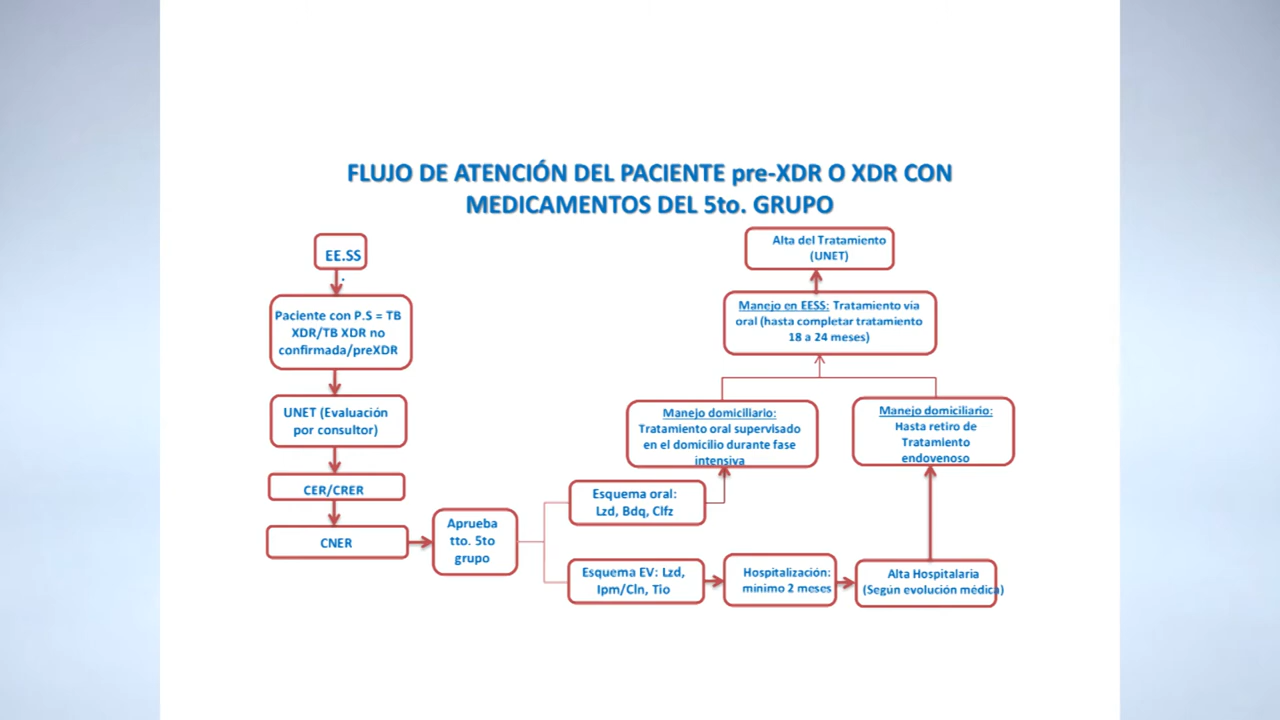 FLUJO DE ATENCIÓN DEL PACIENTE pre-XDR O XDR CON
MEDICAMENTOS DEL 5to. GRUPO
EE.SS
.
Paciente con P.S = TB
XDR/TB XDR no
confirmada/preXDR
UNET (Evaluación
por consultor)
CER/CRER
CNER
Aprueba
tto. 5to
grupo
Esquema oral:
Lzd, Bdq, Clfz
Esquema EV: Lzd,
Ipm/Cln, Tio
Hospitalización:
mínimo 2 meses
Alta Hospitalaria
(Según evolución médica)
Manejo domiciliario:
Tratamiento oral supervisado
en el domicilio durante fase
intensiva
Manejo domiciliario:
Hasta retiro de
Tratamiento
endovenoso
Manejo en EESS: Tratamiento vía
oral (hasta completar tratamiento
18 a 24 meses)
Alta del Tratamiento
(UNET)